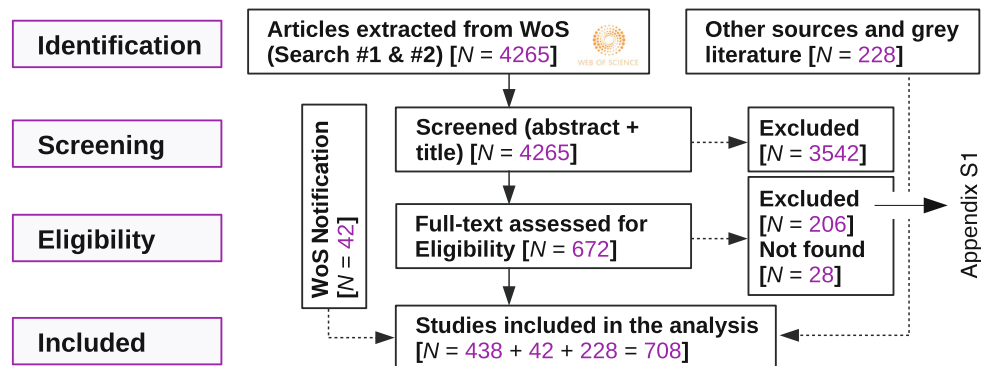 Identification
Articles extracted from WoS
(Search #1 & #2) [N = 4265]
WEB OF SCIENCE
Other sources and grey
literature [N = 228]
Screening
WoS Notification
[N = 42]
Screened (abstract +
title) [N = 4265]
Excluded
[N = 3542]
Eligibility
Full-text assessed for
Eligibility [N = 672]
Excluded
[N = 206]
Not found
[N = 28]
Appendix S1
Included
Studies included in the analysis
[N = 438 + 42 + 228 = 708]